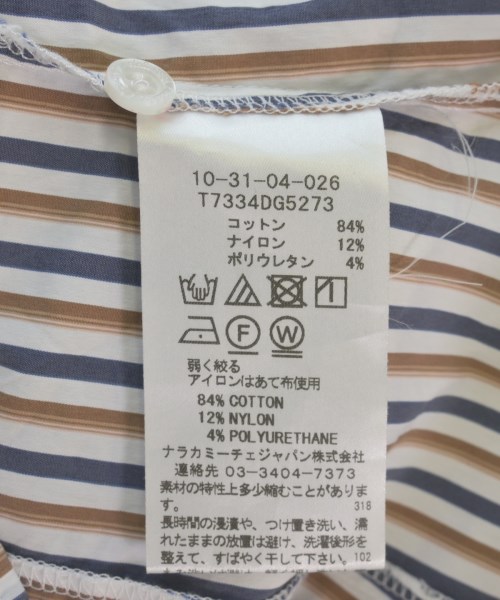 10-31-04-026
T7334DG5273
コットン 84%
ナイロン 12%
ポリウレタン 4%
F W
弱く絞る
アイロンはあて布使用
84% COTTON
12% NYLON
4% POLYURETHANE
ナラカミーチェジャパン株式会社
連絡先 03-3404-7373
素材の特性上多少縮むことがありま
す。 318
長時間の浸漬や、つけ置き洗い、濡
れたままの放置は避け、洗濯後形を
整えて、すばやく干して下さい。102